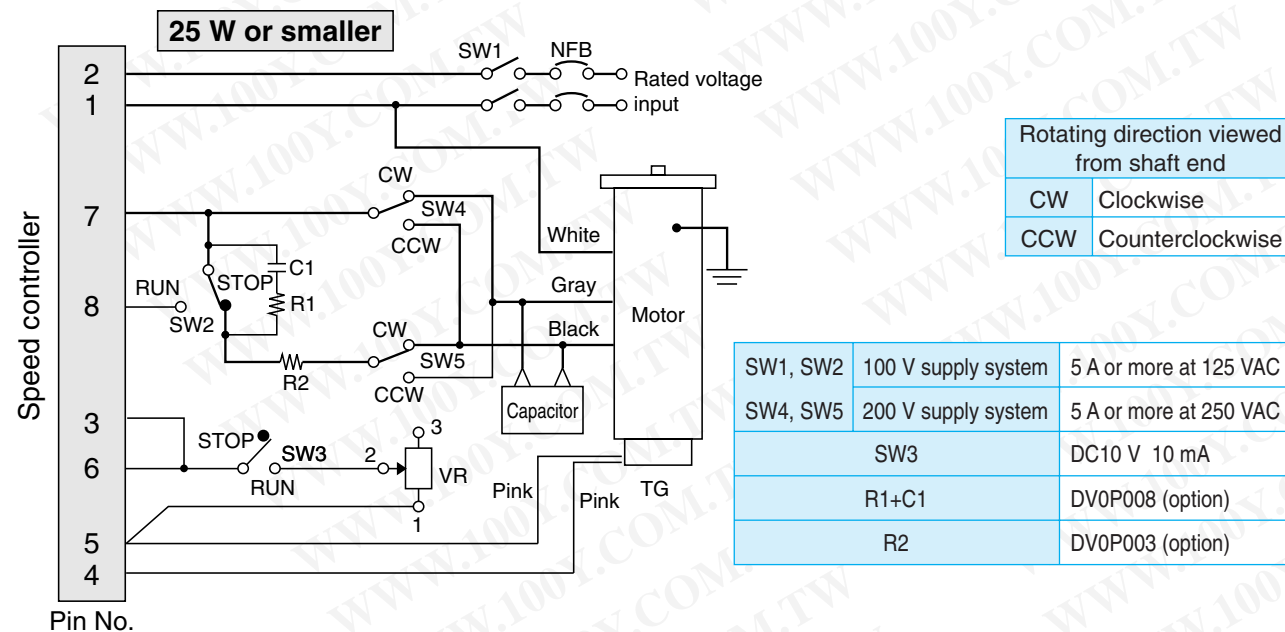 25 W or smaller
Speed controller
2
1
7
8
3
6
5
4
Pin No.
SW1
NFB
Rated voltage
input
CW
SW4
CCW
White
RUN
STOP
SW2
C1
R1
Gray
Black
Motor
R2
CW
SW5
CCW
Capacitor
STOP
SW3
RUN
2
3
VR
1
Pink
Pink
TG
Rotating direction viewed
from shaft end
CW Clockwise
CCW Counterclockwise
SW1, SW2 100 V supply system 5 A or more at 125 VAC
SW4, SW5 200 V supply system 5 A or more at 250 VAC
SW3 DC10 V 10 mA
R1+C1 DV0P008 (option)
R2 DV0P003 (option)
WWW.100Y.COM.TW